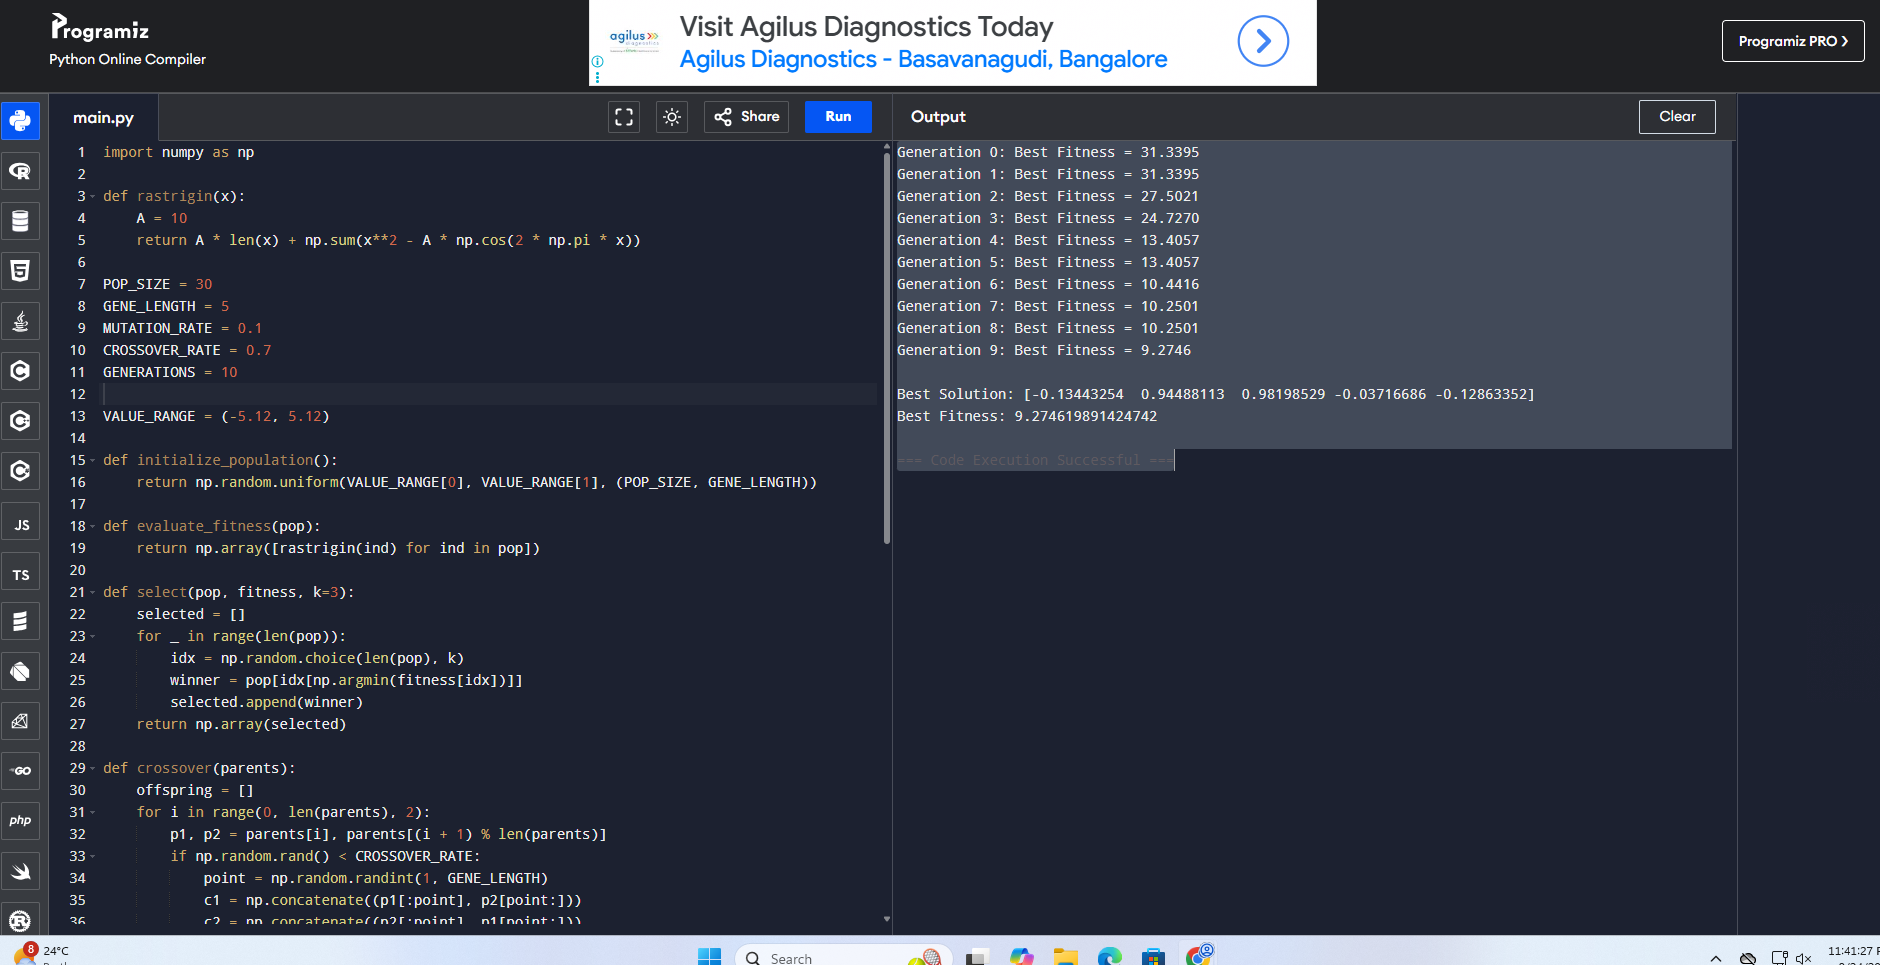 Programiz
Python Online Compiler
agilus
Visit Agilus Diagnostics Today
Agilus Diagnostics - Basavanagudi, Bangalore
Programiz PRO
main.py
Share
Run
Output
Clear
1 import numpy as np
2
3 def rastrigin(x):
4 A = 10
5 return A * len(x) + np.sum(x**2 - A * np.cos(2 * np.pi * x))
6
7 POP_SIZE = 30
8 GENE_LENGTH = 5
9 MUTATION_RATE = 0.1
10 CROSSOVER_RATE = 0.7
11 GENERATIONS = 10
12
13 VALUE_RANGE = (-5.12, 5.12)
14
15 def initialize_population():
16 return np.random.uniform(VALUE_RANGE[0], VALUE_RANGE[1], (POP_SIZE, GENE_LENGTH))
17
18 def evaluate_fitness(pop):
19 return np.array([rastrigin(ind) for ind in pop])
20
21 def select(pop, fitness, k=3):
22 selected = []
23 for _ in range(len(pop)):
24 idx = np.random.choice(len(pop), k)
25 winner = pop[idx[np.argmin(fitness[idx])]]
26 selected.append(winner)
27 return np.array(selected)
28
29 def crossover(parents):
30 offspring = []
31 for i in range(0, len(parents), 2):
32 p1, p2 = parents[i], parents[(i + 1) % len(parents)]
33 if np.random.rand() < CROSSOVER_RATE:
34 point = np.random.randint(1, GENE_LENGTH)
35 c1 = np.concatenate((p1[:point], p2[point:]))
36 c2 = np.concatenate((p2[:point], p1[point:]))
Generation 0: Best Fitness = 31.3395
Generation 1: Best Fitness = 31.3395
Generation 2: Best Fitness = 27.5021
Generation 3: Best Fitness = 24.7270
Generation 4: Best Fitness = 13.4057
Generation 5: Best Fitness = 13.4057
Generation 6: Best Fitness = 10.4416
Generation 7: Best Fitness = 10.2501
Generation 8: Best Fitness = 10.2501
Generation 9: Best Fitness = 9.2746
Best Solution: [-0.13443254 0.94488113 0.98198529 -0.03716686 -0.12863352]
Best Fitness: 9.274619891424742
=== Code Execution Successful ===
JS
TS
GO
php
8
24°C
Search
11:41:27